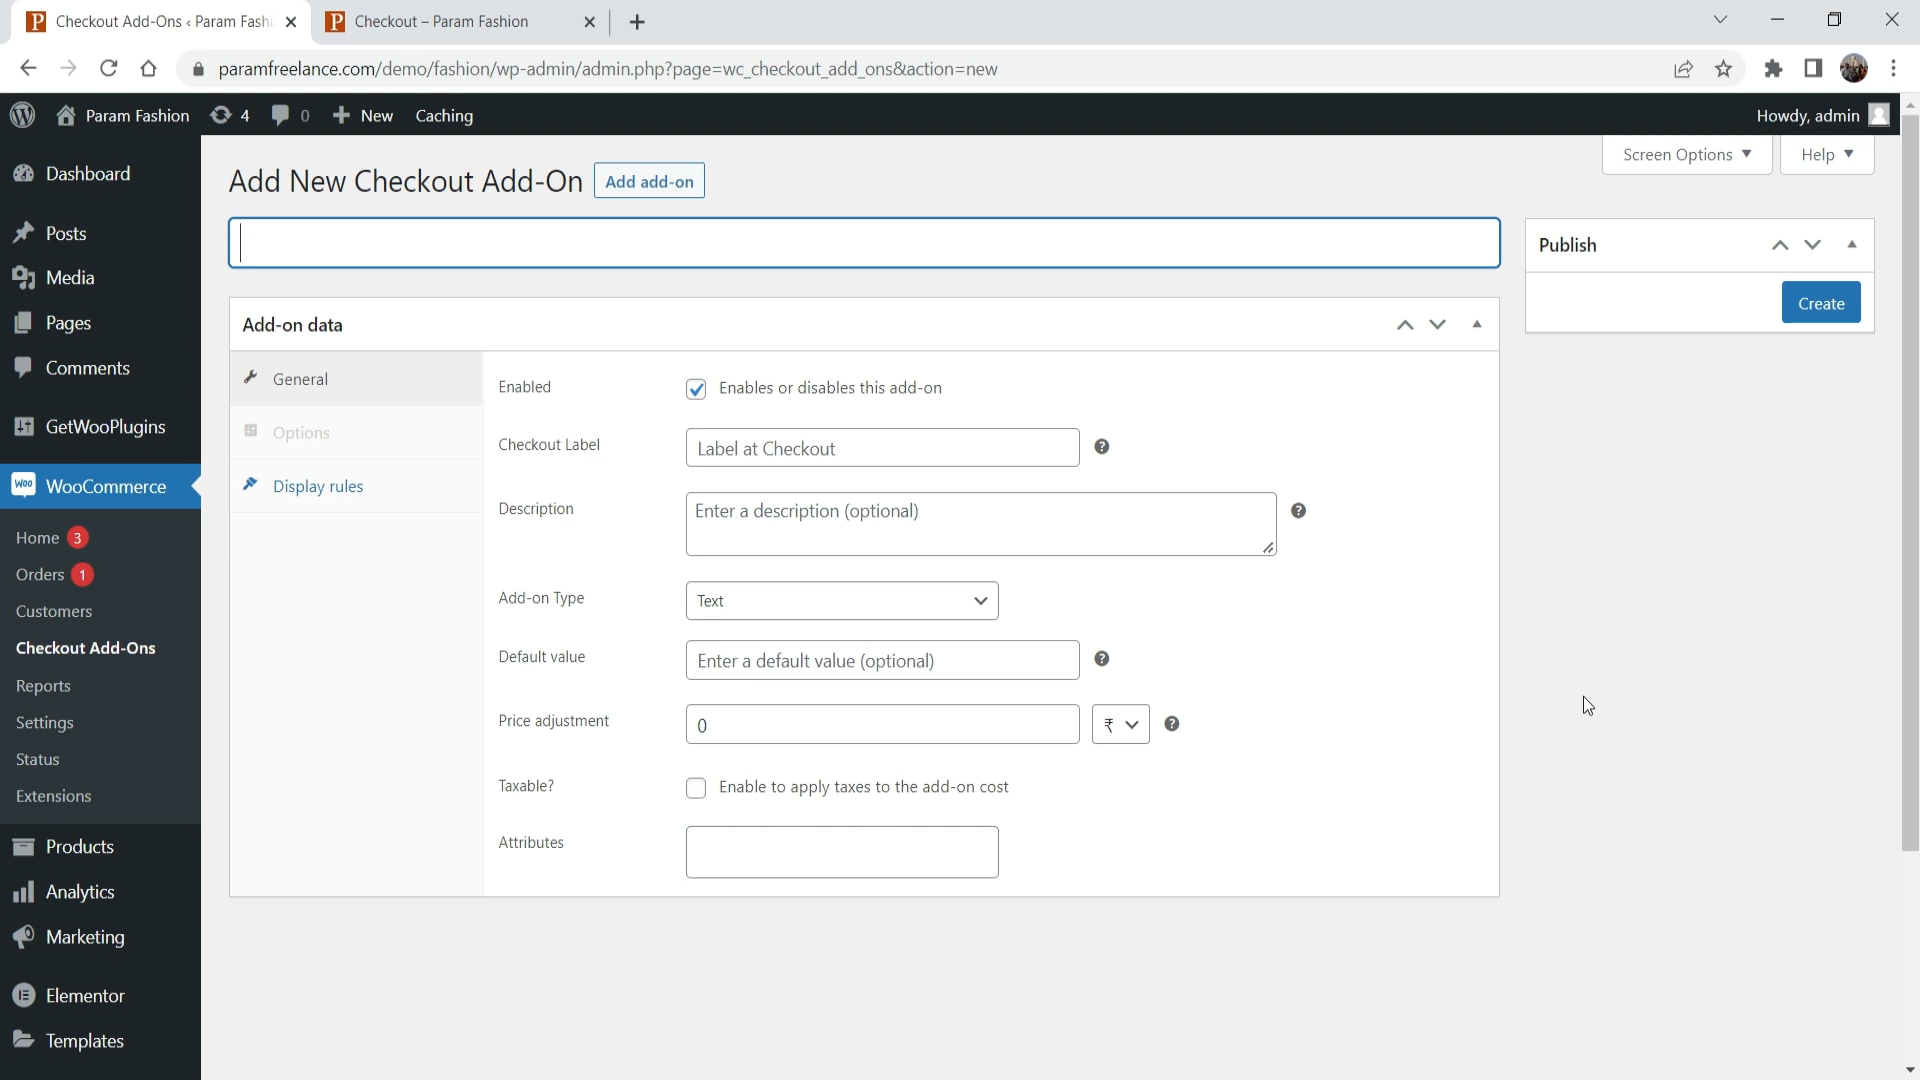 Checkout Add-Ons ‹ Param Fashi
Checkout – Param Fashion
paramfreelance.com/demo/fashion/wp-admin/admin.php?page=wc_checkout_add_ons&action=new
Param Fashion
4
0
New
Caching
Howdy, admin
Dashboard
Posts
Media
Pages
Comments
GetWooPlugins
Woo
WooCommerce
Home 3
Orders 1
Customers
Checkout Add-Ons
Reports
Settings
Status
Extensions
Products
Analytics
Marketing
Elementor
Templates
Screen Options
Help
Add New Checkout Add-On
Add add-on
Add-on data
General
Options
Display rules
Enabled
Enables or disables this add-on
Checkout Label
Label at Checkout
Description
Enter a description (optional)
Add-on Type
Text
Default value
Enter a default value (optional)
Price adjustment
0
₹
Taxable?
Enable to apply taxes to the add-on cost
Attributes
Publish
Create